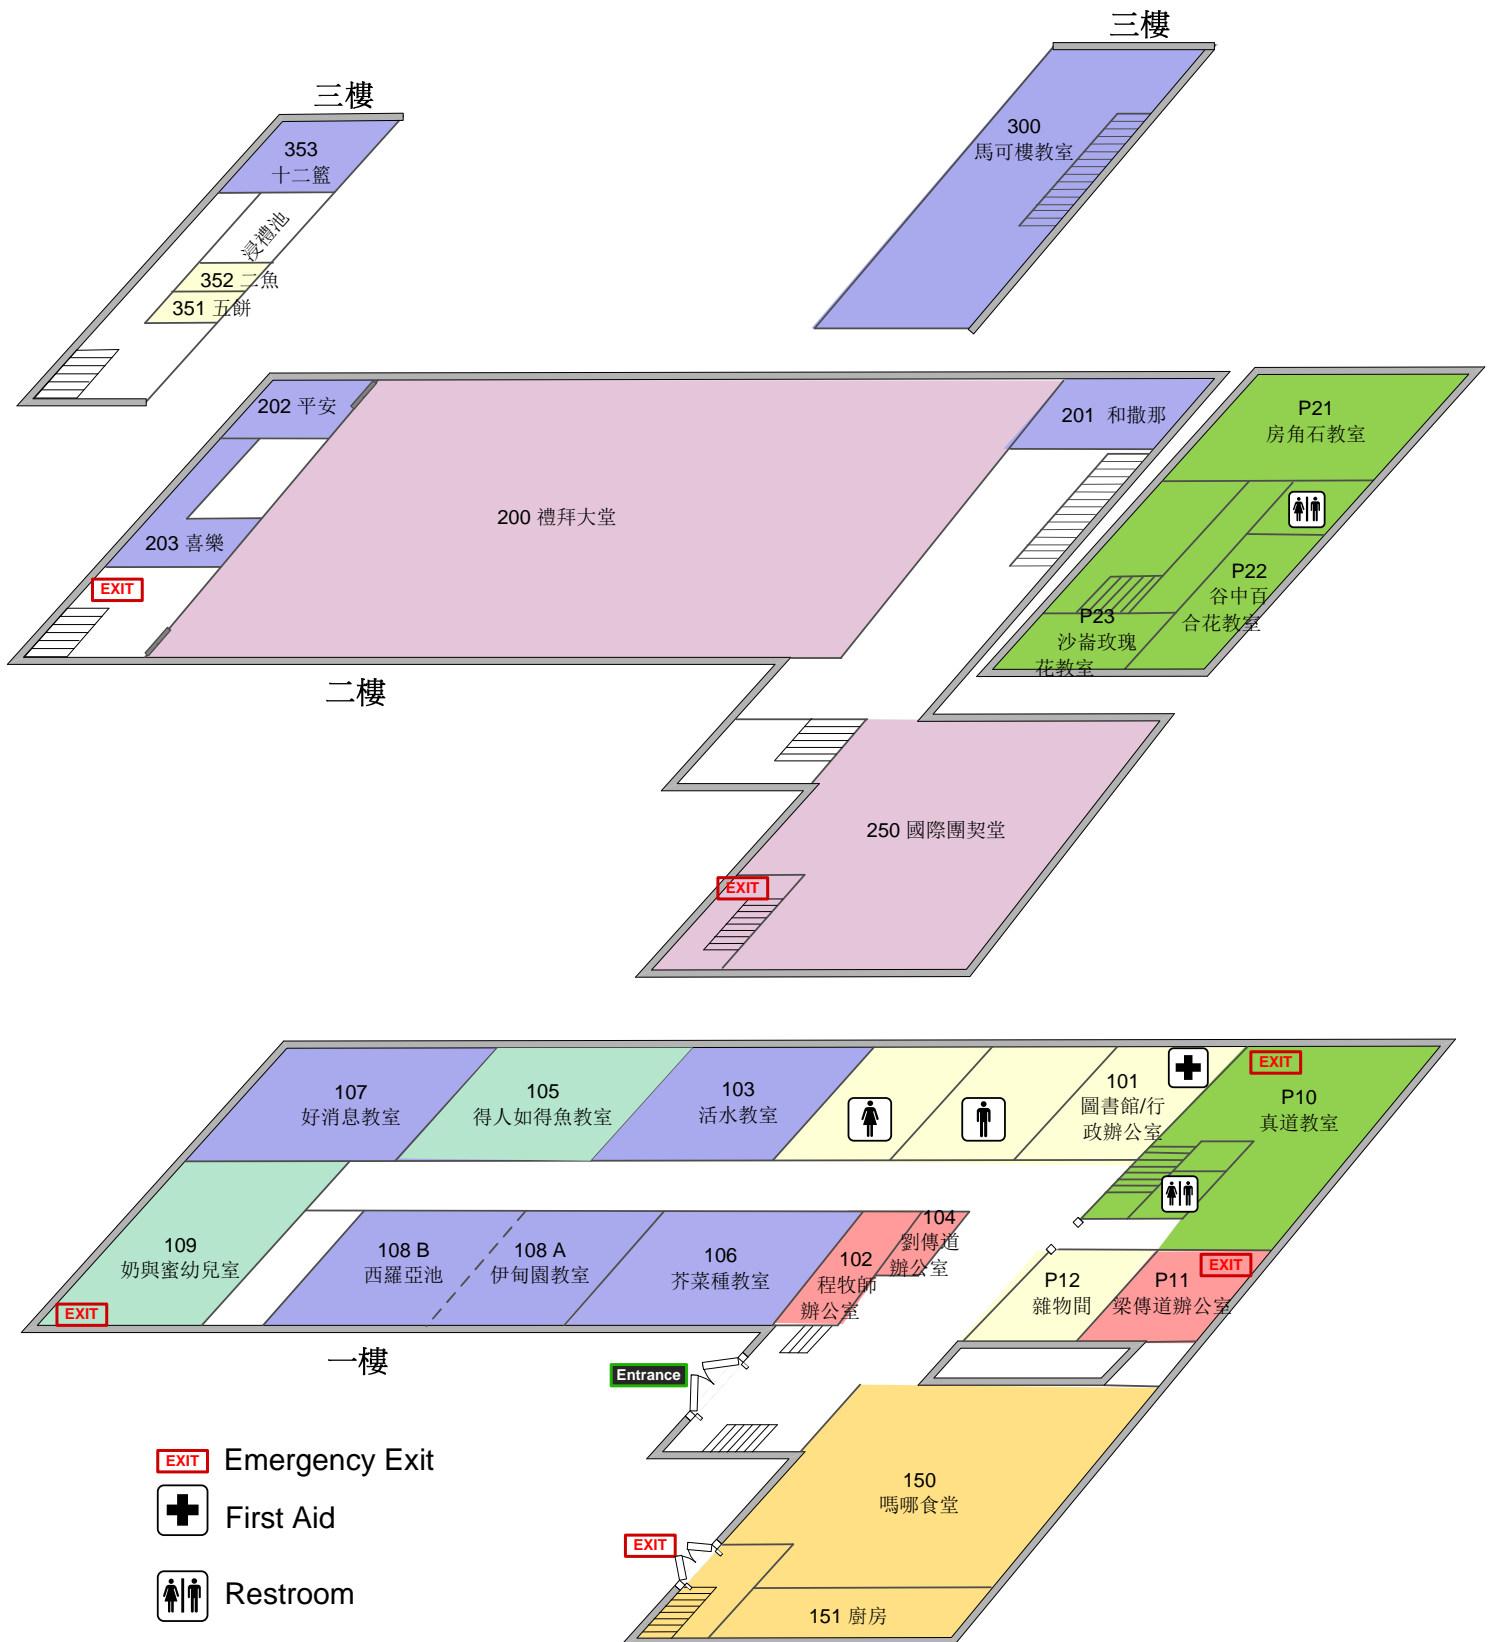 三樓
三樓
353
十二籃
浸禮池
352 二魚
351 五餅
300
馬可樓教室
202 平安
203 喜樂
EXIT
200 禮拜大堂
201 和撒那
P21
房角石教室
P22
谷中百
合花教室
P23
沙崙玫瑰
花教室
二樓
250 國際團契堂
EXIT
107
好消息教室
105
得人如得魚教室
103
活水教室
101
圖書館/行
政辦公室
EXIT
P10
真道教室
109
奶與蜜幼兒室
EXIT
108 B
西羅亞池
108 A
伊甸園教室
106
芥菜種教室
102
程牧師
辦公室
104
劉傳道
辦公室
P12
雜物間
EXIT
P11
梁傳道辦公室
一樓
Entrance
150
嗎哪食堂
EXIT
151 廚房
EXIT Emergency Exit
First Aid
Restroom